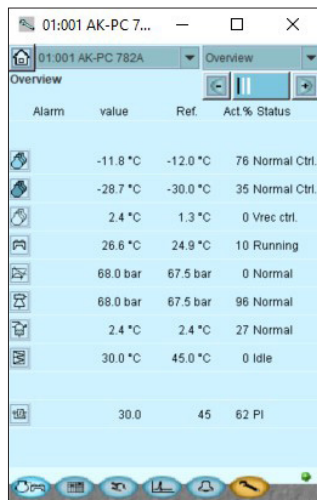 01:001 AK-PC 7...
01:001 AK-PC 782A Overview
Overview
Alarm value Ref. Act.% Status
-11.8 °C -12.0 °C 76 Normal Ctrl.
-28.7 °C -30.0 °C 35 Normal Ctrl.
2.4 °C 1.3 °C 0 Vrec ctrl.
26.6 °C 24.9 °C 10 Running
68.0 bar 67.5 bar 0 Normal
68.0 bar 67.5 bar 96 Normal
2.4 °C 2.4 °C 27 Normal
30.0 °C 45.0 °C 0 Idle
30.0 45 62 PI